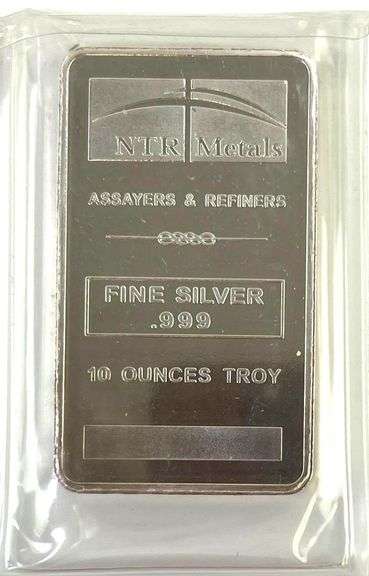 NTR Metals
ASSAYERS & REFINERS
FINE SILVER
.999
10 OUNCES TROY